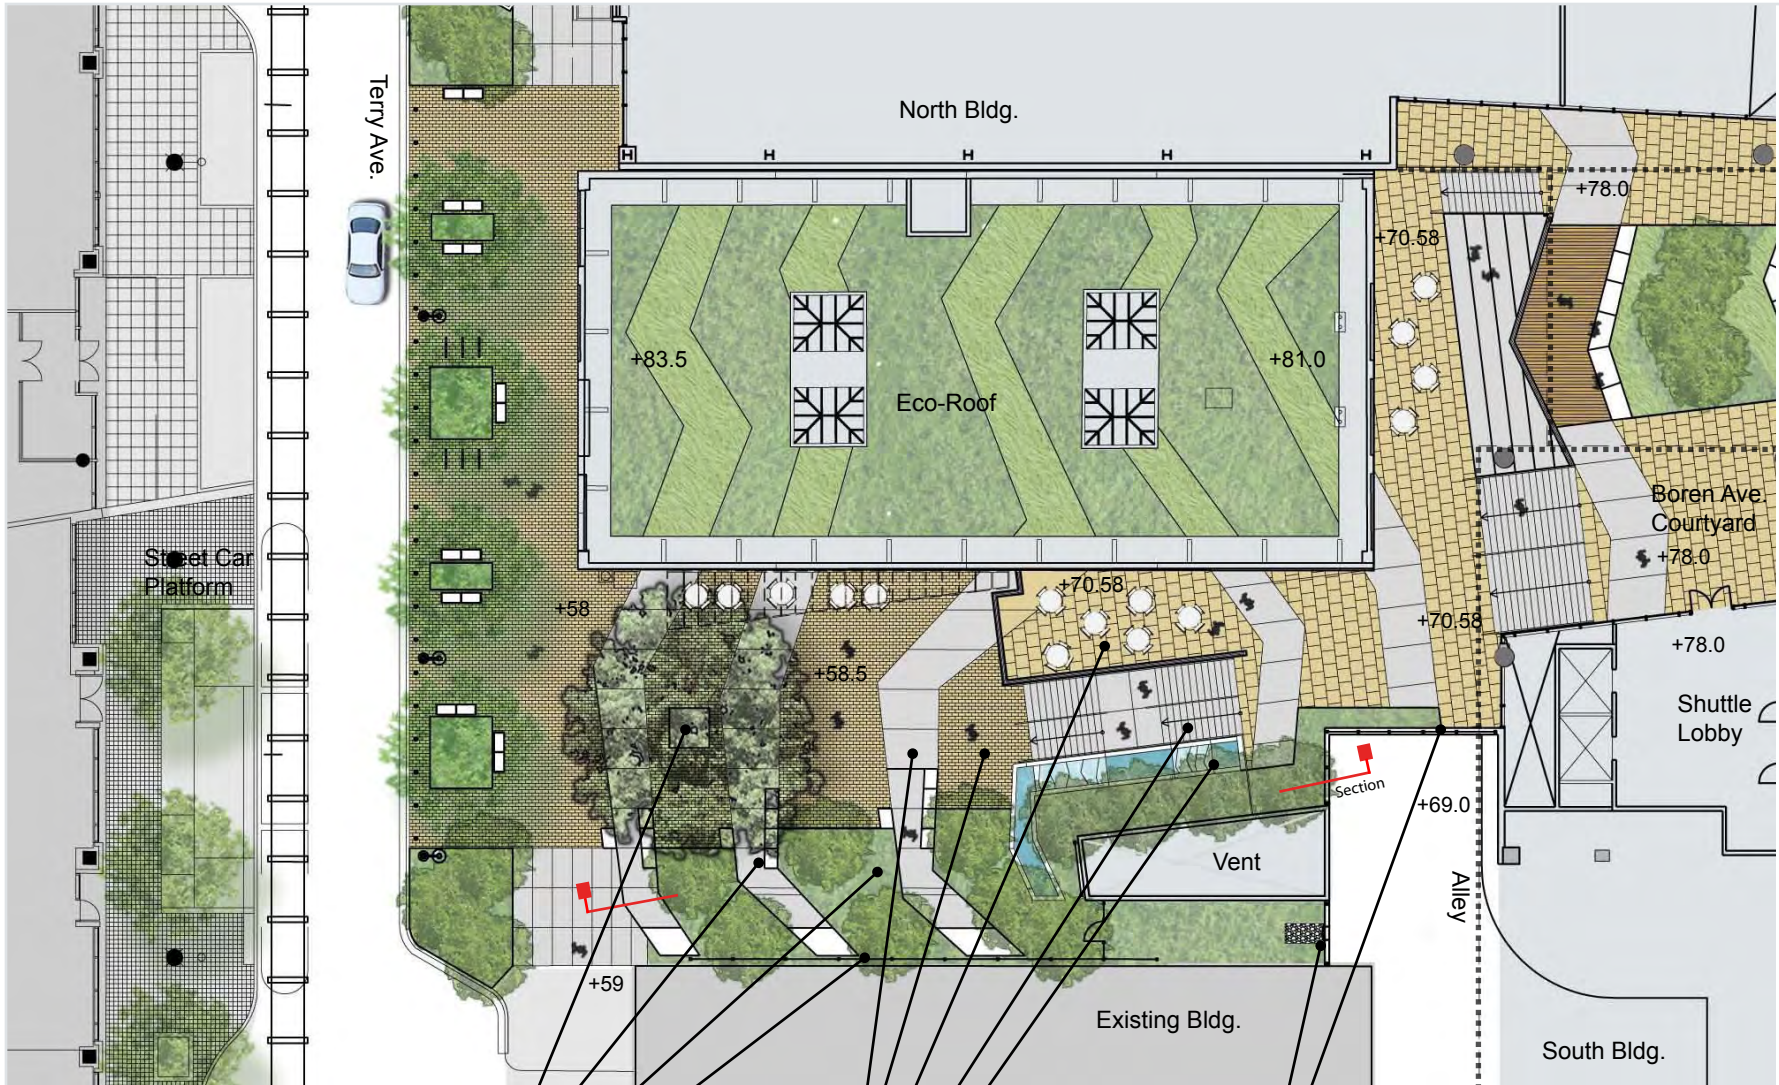 Terry Ave.
North Bldg.
+78.0
+70.58
+83.5
+81.0
Eco-Roof
Boren Ave.
Courtyard
+78.0
Street Car
Platform
+58
+70.58
+70.58
+78.0
+58.5
Shuttle
Lobby
Section
+69.0
Vent
Alley
+59
Existing Bldg.
South Bldg.